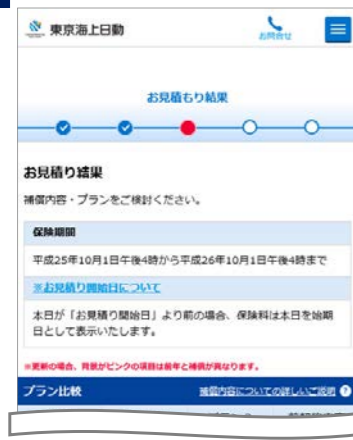 東京海上日動
お問合せ
お見積もり結果
お見積り結果
補償内容・プランをご検討ください。
保険期間
平成25年10月1日午後4時から平成26年10月1日午後4時まで
※お見積り開始日について
本日が「お見積り開始日」より前の場合、保険料は本日を始期
日として表示いたします。
※更新の場合、背景がピンクの項目は前年と補償が異なります。
プラン比較
補償内容についての詳しいご説明 ?